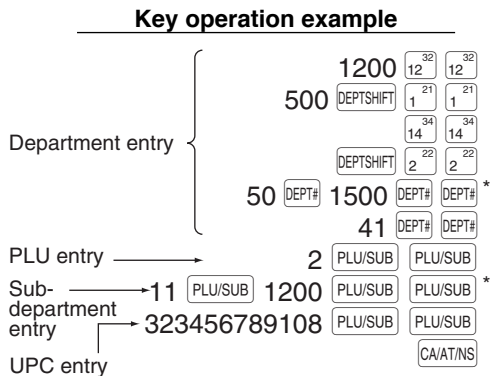 Key operation example
1200 12 32 12 32
500 DEPTSHIFT 1 21 1 21
14 34 14 34
Department entry
DEPTSHIFT 2 22 2 22
50 DEPT# 1500 DEPT# DEPT# *
41 DEPT# DEPT#
PLU entry 2 PLU/SUB PLU/SUB
Sub- 11 PLU/SUB 1200 PLU/SUB PLU/SUB *
department
entry 323456789108 PLU/SUB PLU/SUB
UPC entry CA/AT/NS